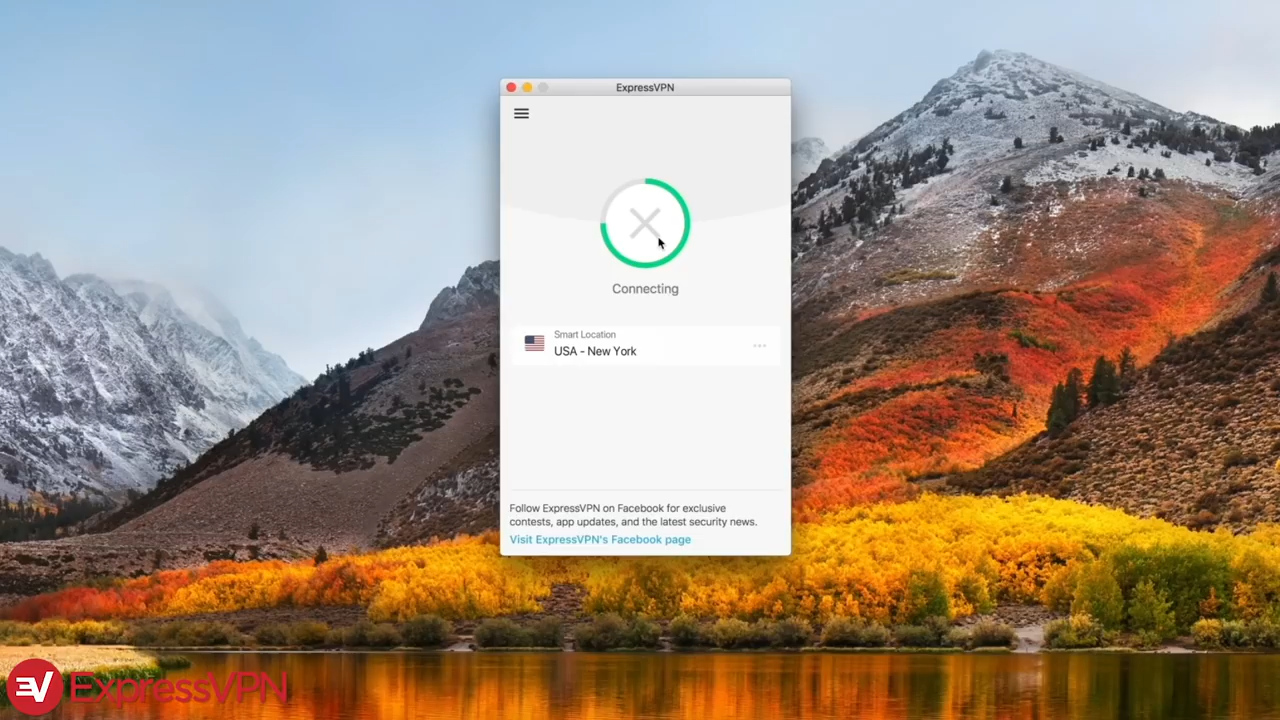 ExpressVPN
Connecting
Smart Location
USA - New York
Follow ExpressVPN on Facebook for exclusive
contests, app updates, and the latest security news.
Visit ExpressVPN's Facebook page
EV ExpressVPN